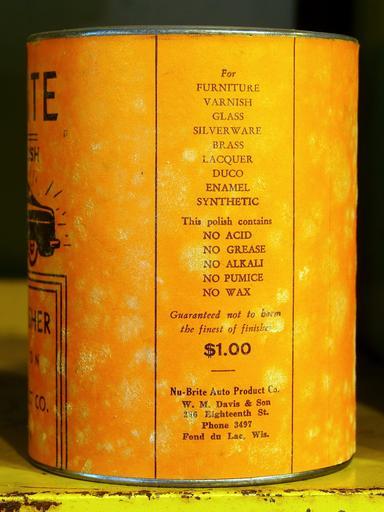 TE
SH
HER
CO.
For
FURNITURE
VARNISH
GLASS
SILVERWARE
BRASS
LACQUER
DUCO
ENAMEL
SYNTHETIC
This polish contains
NO ACID
NO GREASE
NO ALKALI
NO PUMICE
NO WAX
Guaranteed not to harm
the finest of finishes
$1.00
Nu-Brite Auto Product Co.
W. M. Davis & Son
236 Eighteenth St.
Phone 3497
Fond du Lac, Wis.